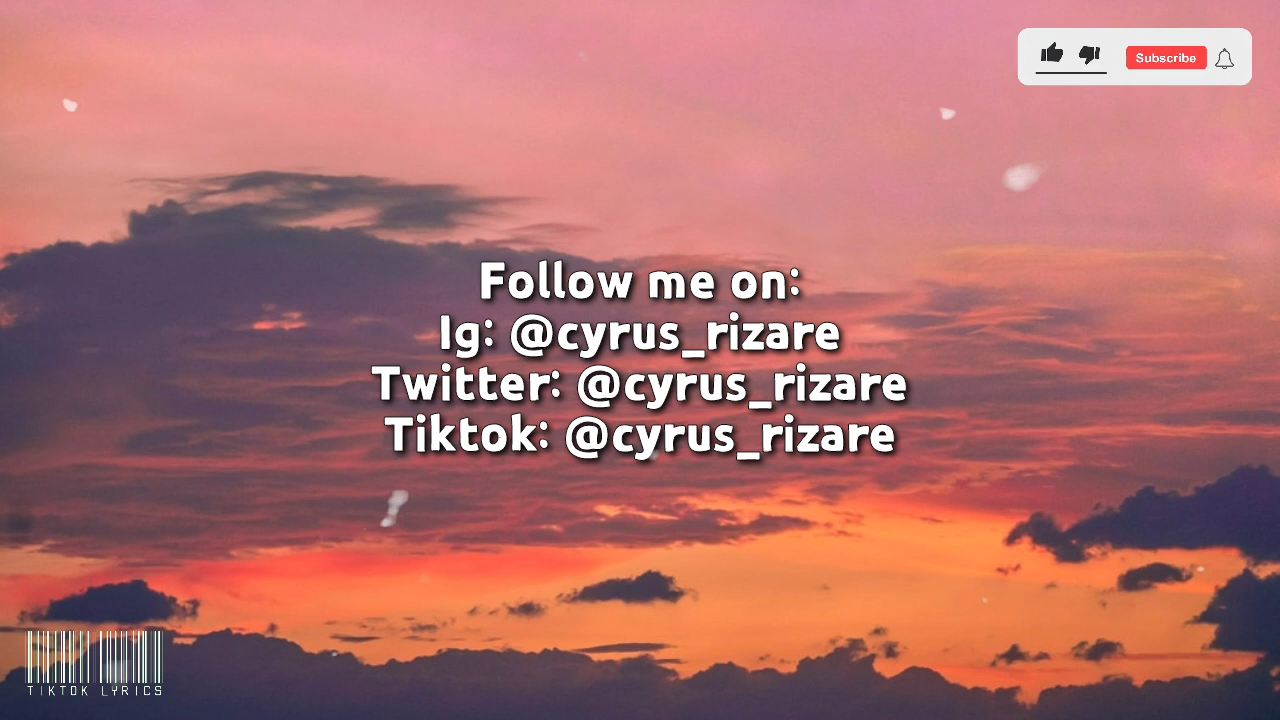 Subscribe
Follow me on:
Ig: @cyrus_rizare
Twitter: @cyrus_rizare
Tiktok: @cyrus_rizare
TIKTOK LYRICS